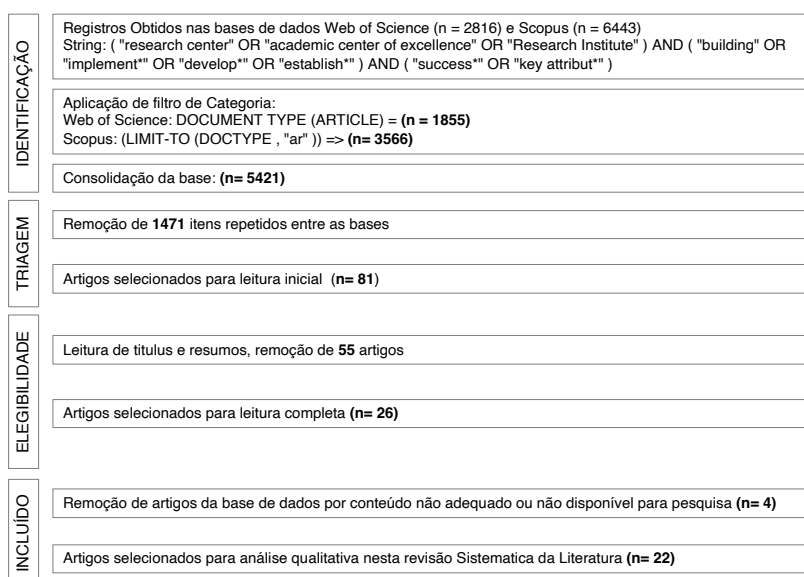 IDENTIFICAÇÃO
Registros Obtidos nas bases de dados Web of Science (n = 2816) e Scopus (n = 6443)
String: ( "research center" OR "academic center of excellence" OR "Research Institute" ) AND ( "building" OR
"implement*" OR "develop*" OR "establish*" ) AND ( "success*" OR "key attribut*" )
Aplicação de filtro de Categoria:
Web of Science: DOCUMENT TYPE (ARTICLE) = (n = 1855)
Scopus: (LIMIT-TO (DOCTYPE , "ar" )) => (n= 3566)
Consolidação da base: (n= 5421)
TRIAGEM
Remoção de 1471 itens repetidos entre as bases
Artigos selecionados para leitura inicial (n= 81)
ELEGIBILIDADE
Leitura de titulus e resumos, remoção de 55 artigos
Artigos selecionados para leitura completa (n= 26)
INCLUÍDO
Remoção de artigos da base de dados por conteúdo não adequado ou não disponível para pesquisa (n= 4)
Artigos selecionados para análise qualitativa nesta revisão Sistematica da Literatura (n= 22)